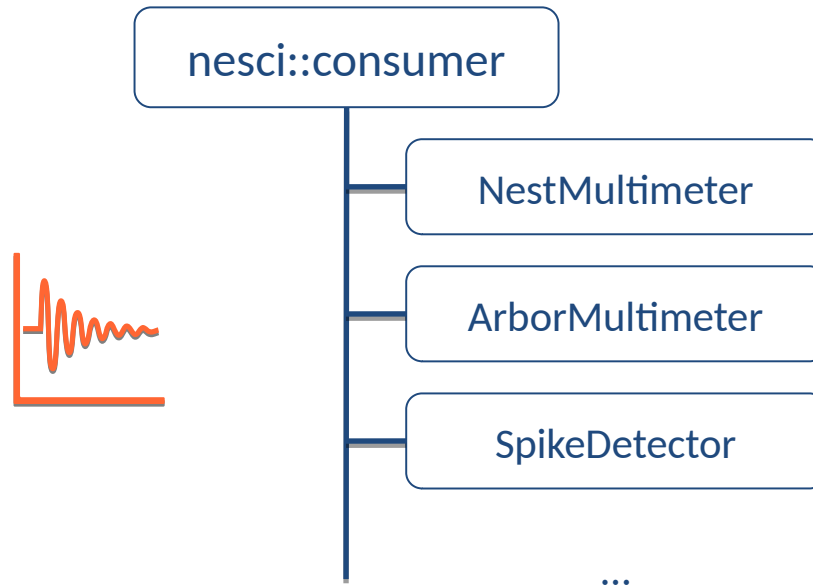 nesci::consumer
NestMultimeter
ArborMultimeter
SpikeDetector
...